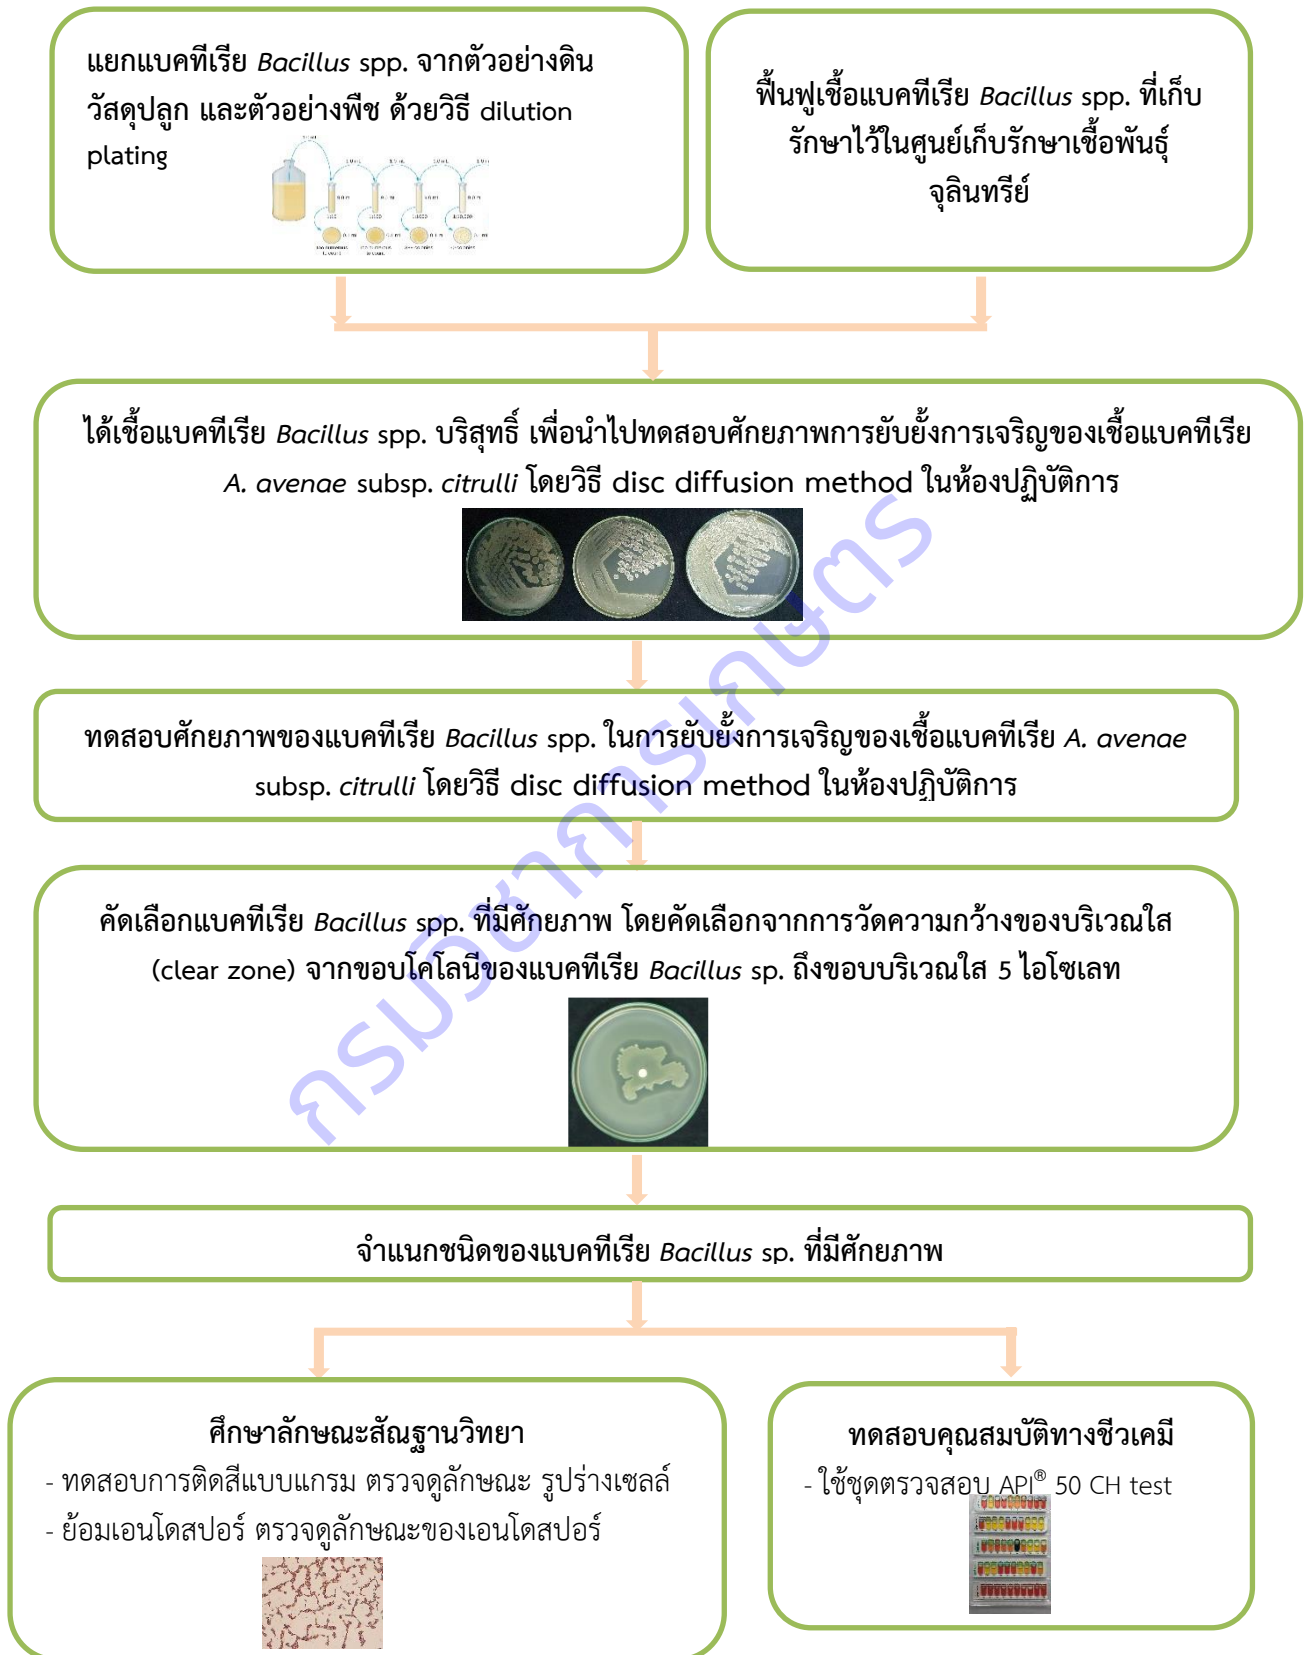 แยกแบคทีเรีย Bacillus spp. จากตัวอย่างดิน
วัสดุปลูก และตัวอย่างพืช ด้วยวิธี dilution
plating
ฟื้นฟูเชื้อแบคทีเรีย Bacillus spp. ที่เก็บ
รักษาไว้ในศูนย์เก็บรักษาเชื้อพันธุ์
จุลินทรีย์
ได้เชื้อแบคทีเรีย Bacillus spp. บริสุทธิ์ เพื่อนำไปทดสอบศักยภาพการยับยั้งการเจริญของเชื้อแบคทีเรีย
A. avenae subsp. citrulli โดยวิธี disc diffusion method ในห้องปฏิบัติการ
ทดสอบศักยภาพของแบคทีเรีย Bacillus spp. ในการยับยั้งการเจริญของเชื้อแบคทีเรีย A. avenae
subsp. citrulli โดยวิธี disc diffusion method ในห้องปฏิบัติการ
คัดเลือกแบคทีเรีย Bacillus spp. ที่มีศักยภาพ โดยคัดเลือกจากการวัดความกว้างของบริเวณใส
(clear zone) จากขอบโคโลนีของแบคทีเรีย Bacillus sp. ถึงขอบบริเวณใส 5 ไอโซเลท
จำแนกชนิดของแบคทีเรีย Bacillus sp. ที่มีศักยภาพ
ศึกษาลักษณะสัณฐานวิทยา
- ทดสอบการติดสีแบบแกรม ตรวจดูลักษณะ รูปร่างเซลล์
- ย้อมเอนโดสปอร์ ตรวจดูลักษณะของเอนโดสปอร์
ทดสอบคุณสมบัติทางชีวเคมี
- ใช้ชุดตรวจสอบ API® 50 CH test
กรมวิชาการเกษตร